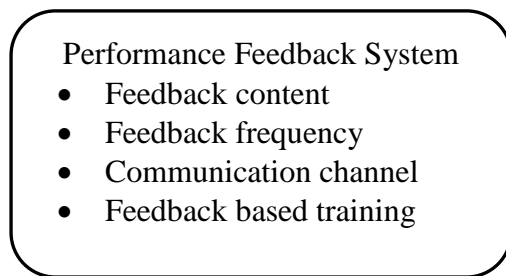 Performance Feedback System
• Feedback content
• Feedback frequency
• Communication channel
• Feedback based training